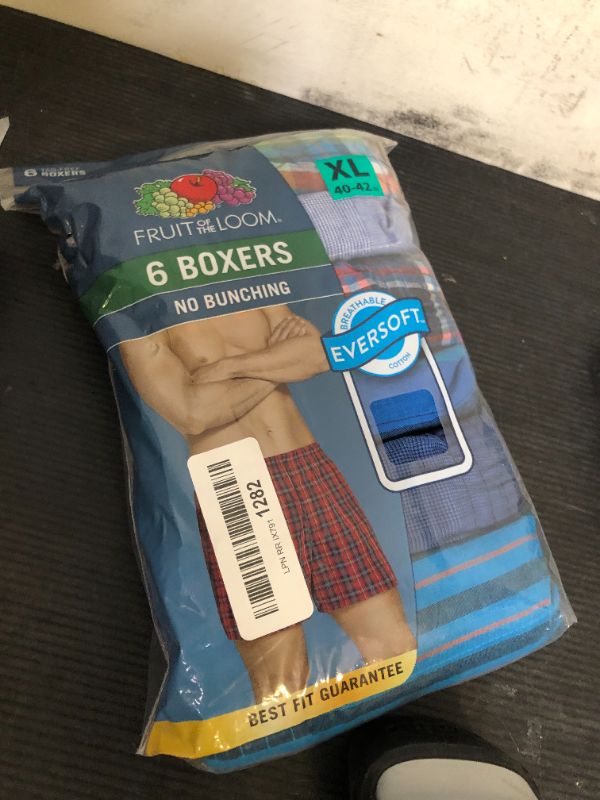 6 BOXERS
XL
40-42
FRUIT OF THE LOOM
6 BOXERS
NO BUNCHING
BREATHABLE
EVERSOFT
COTTON
LPN RR IX791 1282
BEST FIT GUARANTEE